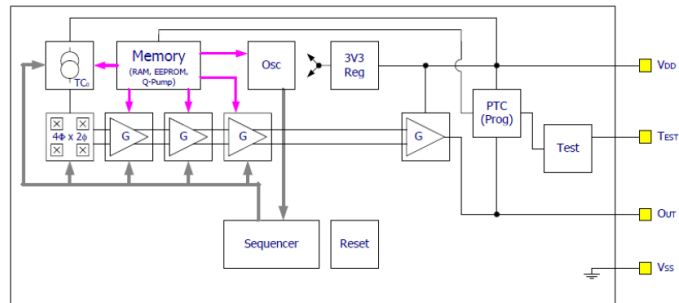 Memory
(RAM, EEPROM,
Q-Pump)
TC₀
Osc
3V3
Reg
VDD
PTC
(Prog)
4Φ x 2ϕ
G
G
G
G
TEST
Test
OUT
Sequencer
Reset
VSS